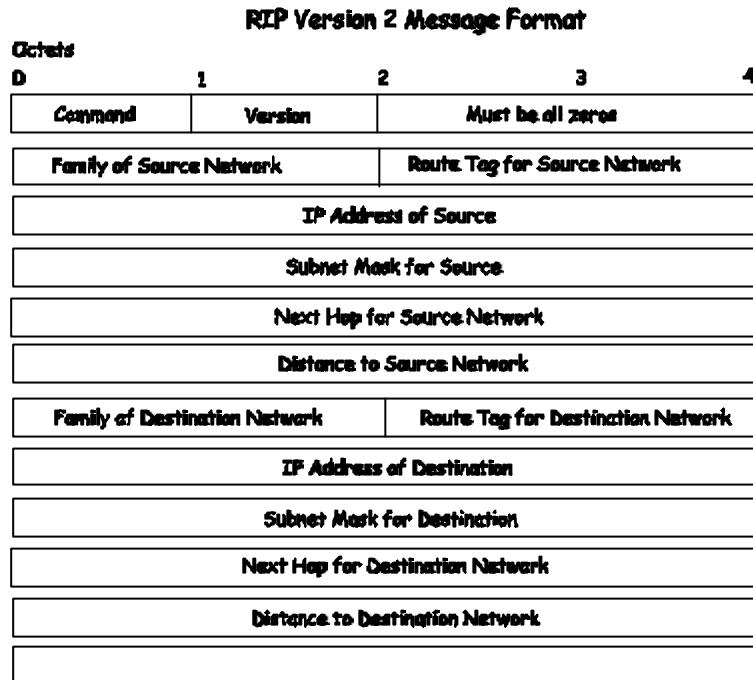 RIP Version 2 Message Format
Octets
0 1 2 3 4
Command Version Must be all zeros
Family of Source Network Route Tag for Source Network
IP Address of Source
Subnet Mask for Source
Next Hop for Source Network
Distance to Source Network
Family of Destination Network Route Tag for Destination Network
IP Address of Destination
Subnet Mask for Destination
Next Hop for Destination Network
Distance to Destination Network